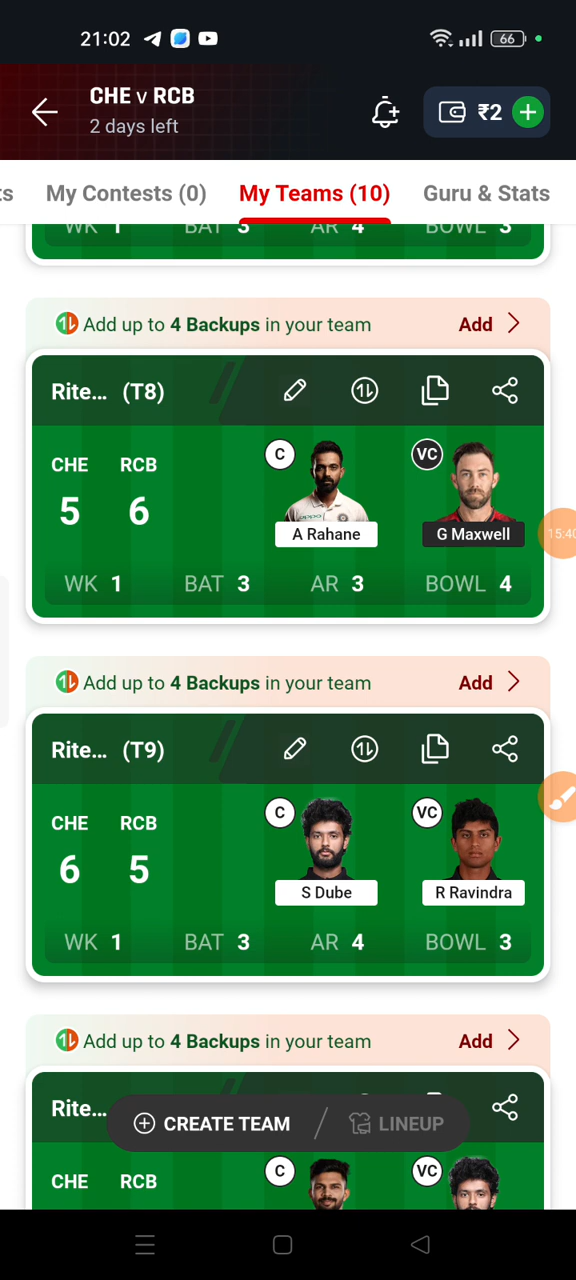 21:02
66
CHE v RCB
2 days left
₹2
My Contests (0)
My Teams (10)
Guru & Stats
WK 1 BAT 3 AR 4 BOWL 3
Add up to 4 Backups in your team Add
Rite... (T8)
CHE RCB
5 6
C
VC
A Rahane
G Maxwell
15:40
WK 1 BAT 3 AR 3 BOWL 4
Add up to 4 Backups in your team Add
Rite... (T9)
CHE RCB
6 5
C
VC
S Dube
R Ravindra
WK 1 BAT 3 AR 4 BOWL 3
Add up to 4 Backups in your team Add
Rite...
CREATE TEAM / LINEUP
CHE RCB
C
VC